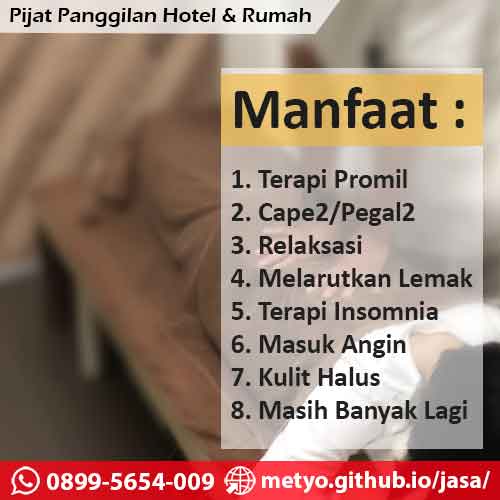 Pijat Panggilan Hotel & Rumah
Manfaat :
1. Terapi Promil
2. Cape2/Pegal2
3. Relaksasi
4. Melarutkan Lemak
5. Terapi Insomnia
6. Masuk Angin
7. Kulit Halus
8. Masih Banyak Lagi
0899-5654-009 metyo.github.io/jasa/